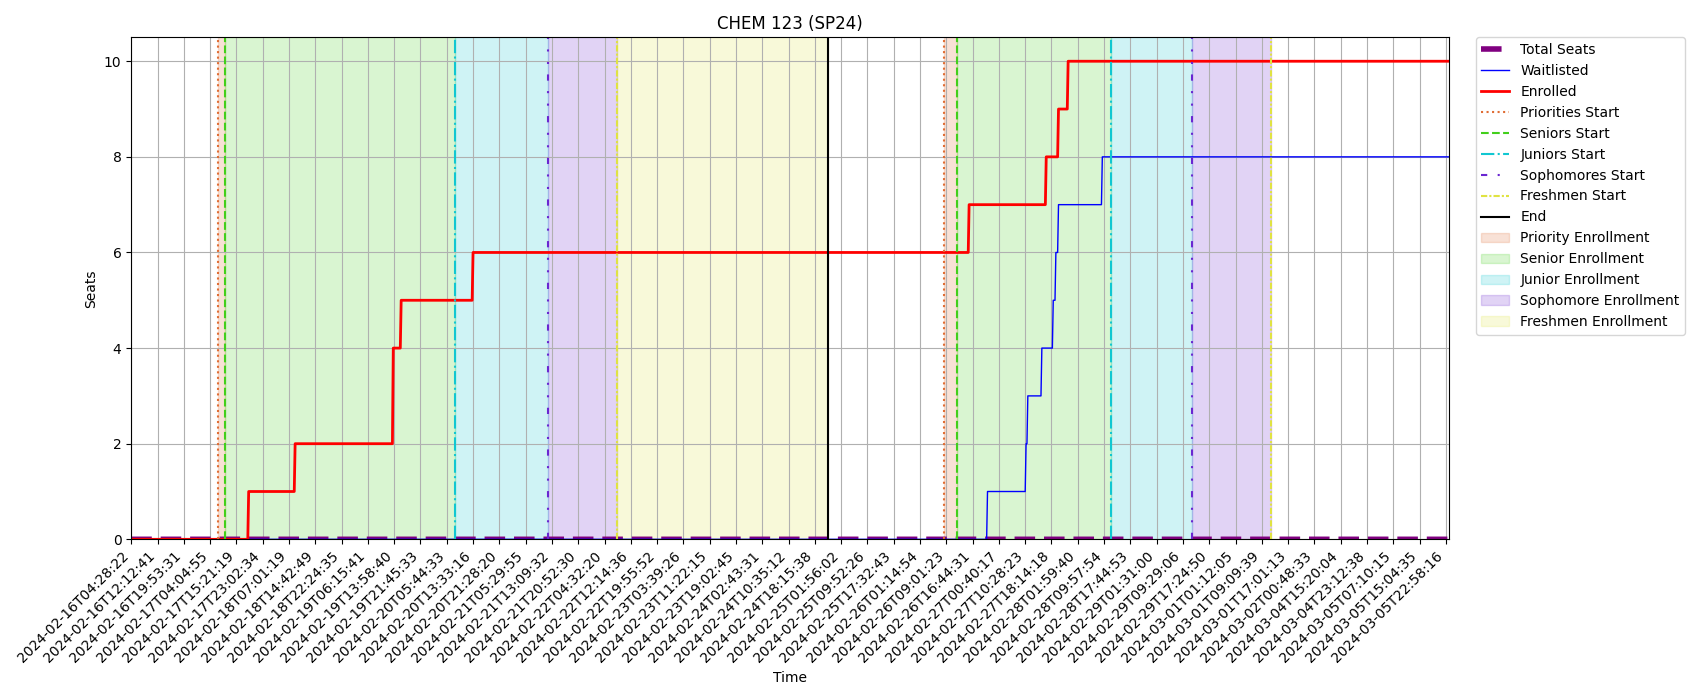 CHEM 123 (SP24)
Seats
10
8
6
4
2
0
2024-02-16T04:28:22
2024-02-16T12:12:41
2024-02-16T19:53:31
2024-02-17T04:04:55
2024-02-17T15:21:19
2024-02-17T23:02:34
2024-02-18T07:01:19
2024-02-18T14:42:49
2024-02-18T22:24:35
2024-02-19T06:15:41
2024-02-19T13:58:40
2024-02-19T21:45:33
2024-02-20T05:44:33
2024-02-20T13:33:16
2024-02-20T21:28:20
2024-02-21T05:29:55
2024-02-21T13:09:32
2024-02-21T20:52:30
2024-02-22T04:32:20
2024-02-22T12:14:36
2024-02-22T19:55:52
2024-02-23T03:39:26
2024-02-23T11:22:15
2024-02-23T19:02:45
2024-02-24T02:43:31
2024-02-24T10:35:12
2024-02-24T18:15:38
2024-02-25T01:56:02
2024-02-25T09:52:26
2024-02-25T17:32:43
2024-02-26T01:14:54
2024-02-26T09:01:23
2024-02-26T16:44:31
2024-02-27T00:40:17
2024-02-27T10:28:23
2024-02-27T18:14:18
2024-02-28T01:59:40
2024-02-28T09:57:54
2024-02-28T17:44:53
2024-02-29T01:31:00
2024-02-29T09:29:06
2024-02-29T17:24:50
2024-03-01T01:12:05
2024-03-01T09:09:39
2024-03-01T17:01:13
2024-03-02T00:48:33
2024-03-04T15:20:04
2024-03-04T23:12:38
2024-03-05T07:10:15
2024-03-05T15:04:35
2024-03-05T22:58:16
Time
Total Seats
Waitlisted
Enrolled
Priorities Start
Seniors Start
Juniors Start
Sophomores Start
Freshmen Start
End
Priority Enrollment
Senior Enrollment
Junior Enrollment
Sophomore Enrollment
Freshmen Enrollment